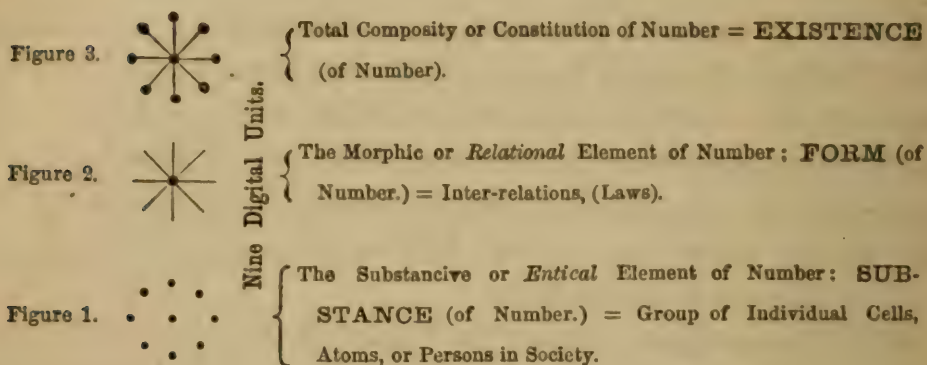 Figure 3.
Total Composity or Constitution of Number = EXISTENCE
(of Number).
Nine Digital Units.
Figure 2.
The Morphic or Relational Element of Number: FORM (of
Number.) = Inter-relations, (Laws).
Figure 1.
The Substancive or Entical Element of Number: SUB-
STANCE (of Number.) = Group of Individual Cells,
Atoms, or Persons in Society.